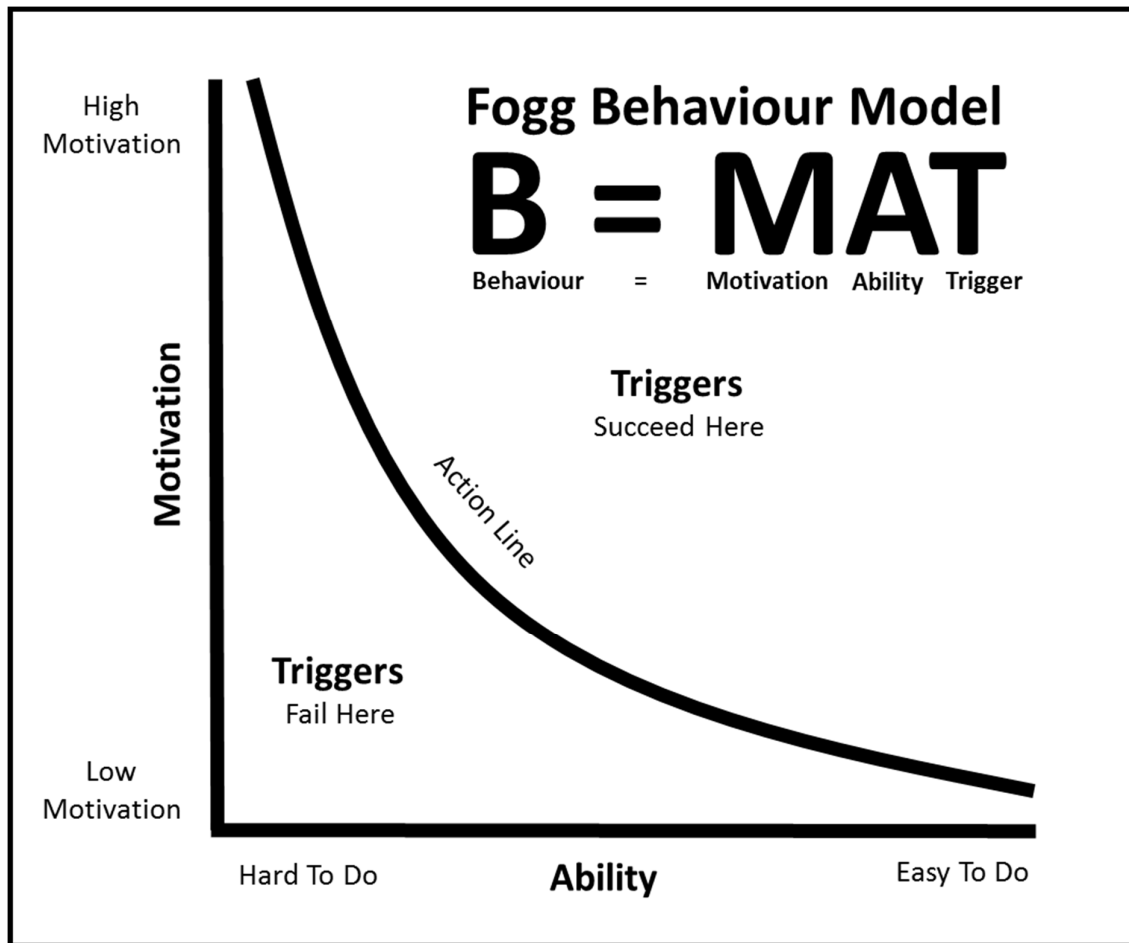 Fogg Behaviour Model
B = MAT
Behaviour = Motivation Ability Trigger
High
Motivation
Motivation
Triggers
Succeed Here
Action Line
Triggers
Fail Here
Low
Motivation
Hard To Do
Ability
Easy To Do